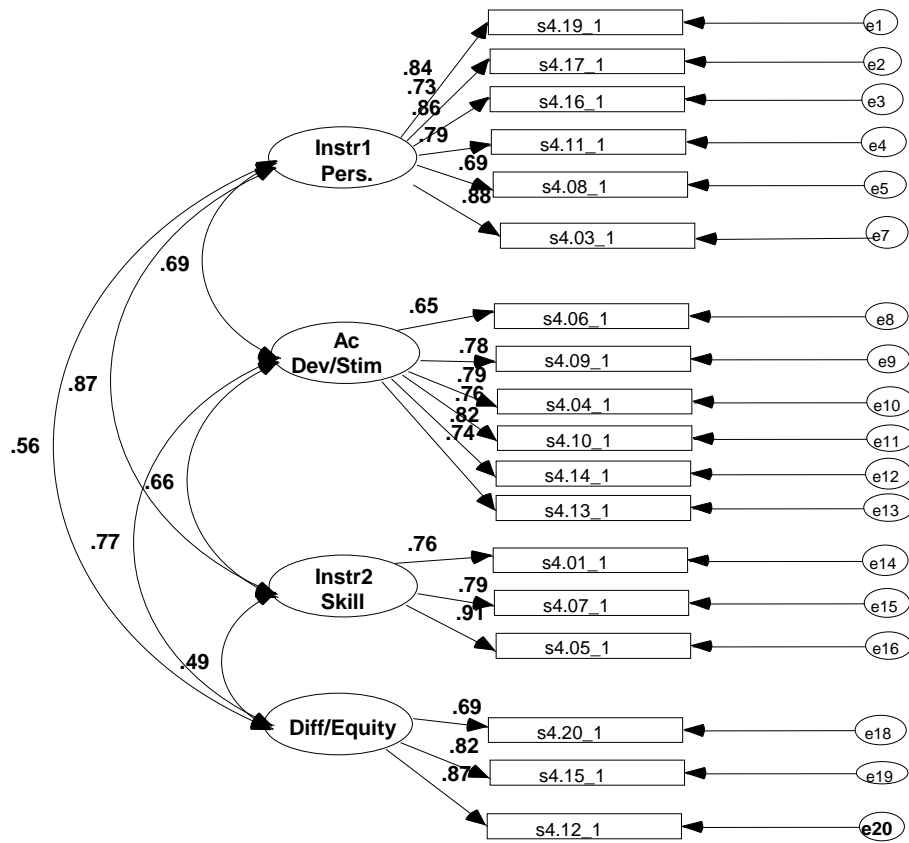 s4.19_1
e1
.84
s4.17_1
e2
.73
.86
s4.16_1
e3
.79
Instr1
Pers.
s4.11_1
e4
.69
s4.08_1
e5
.88
s4.03_1
e7
.69
.65
s4.06_1
e8
Ac
Dev/Stim
.78
s4.09_1
e9
.79
.76
s4.04_1
e10
.82
.74
s4.10_1
e11
s4.14_1
e12
s4.13_1
e13
.87
.56
.66
.77
.76
s4.01_1
e14
Instr2
Skill
.79
s4.07_1
e15
.91
s4.05_1
e16
.49
Diff/Equity
.69
s4.20_1
e18
.82
s4.15_1
e19
.87
s4.12_1
e20